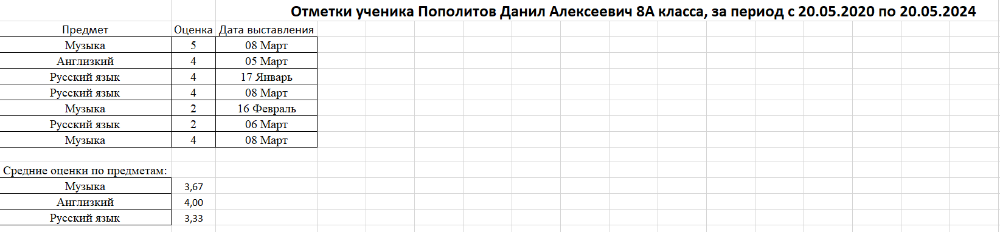 Отметки ученика Пополитов Данил Алексеевич 8А класса, за период с 20.05.2020 по 20.05.2024
Предмет Оценка Дата выставления
Музыка 5 08 Март
Англизкий 4 05 Март
Русский язык 4 17 Январь
Русский язык 4 08 Март
Музыка 2 16 Февраль
Русский язык 2 06 Март
Музыка 4 08 Март
Средние оценки по предметам:
Музыка 3,67
Англизкий 4,00
Русский язык 3,33